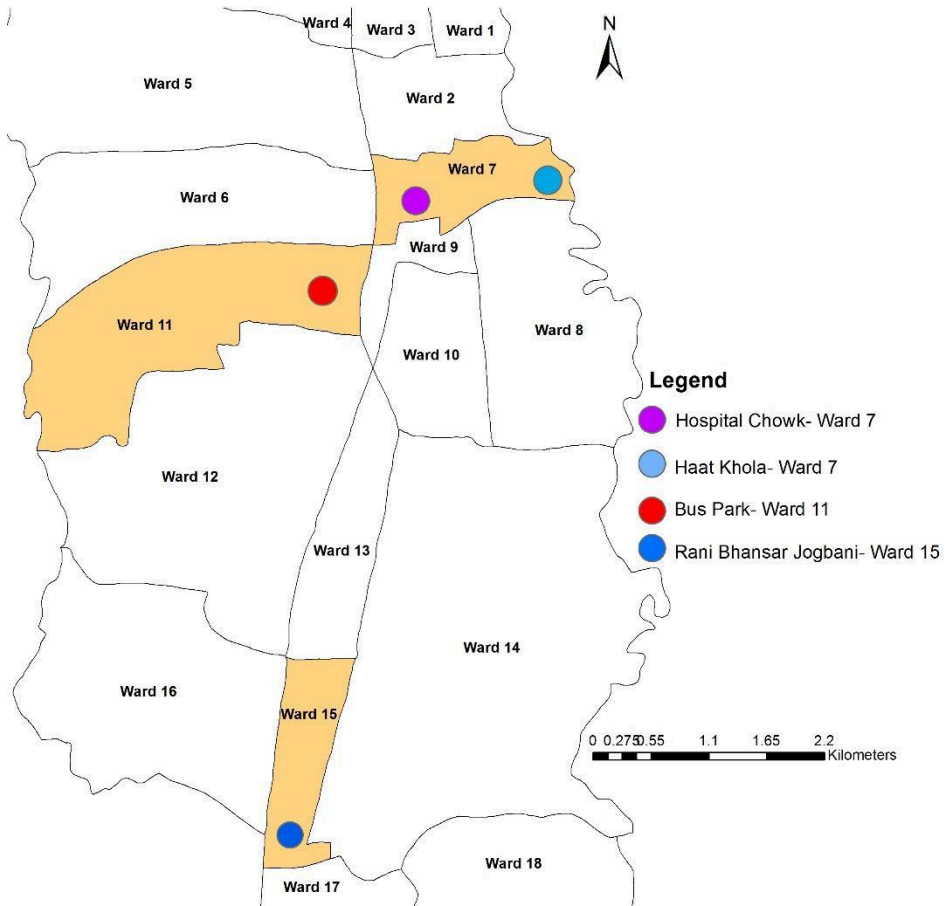 Ward 4
Ward 3
Ward 1
N
Ward 5
Ward 2
Ward 7
Ward 6
Ward 9
Ward 11
Ward 8
Ward 10
Legend
Hospital Chowk- Ward 7
Haat Khola- Ward 7
Bus Park- Ward 11
Rani Bhansar Jogbani- Ward 15
Ward 12
Ward 13
Ward 14
Ward 16
Ward 15
0 0.275 0.55 1.1 1.65 2.2
Kilometers
Ward 18
Ward 17